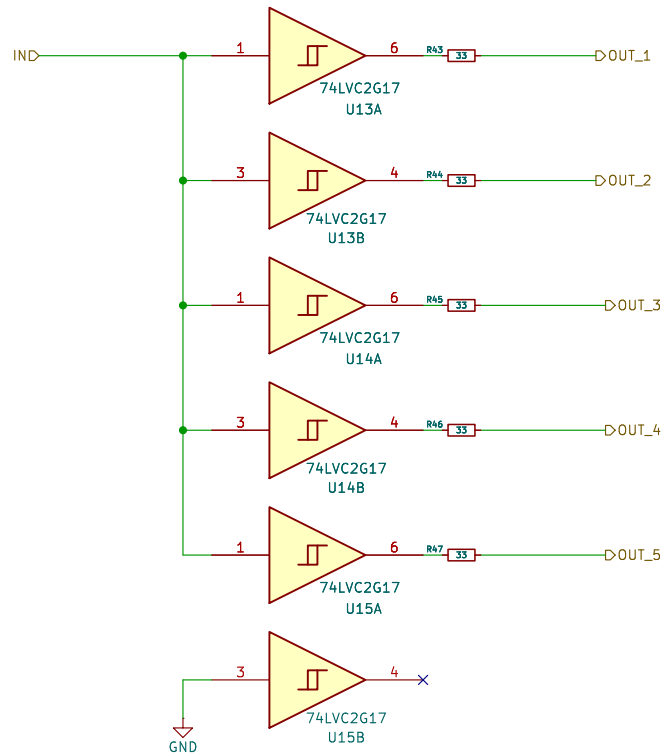 IN
1
6
R43
33
OUT_1
74LVC2G17
U13A
3
4
R44
33
OUT_2
74LVC2G17
U13B
1
6
R45
33
OUT_3
74LVC2G17
U14A
3
4
R46
33
OUT_4
74LVC2G17
U14B
1
6
R47
33
OUT_5
74LVC2G17
U15A
3
4
74LVC2G17
U15B
GND